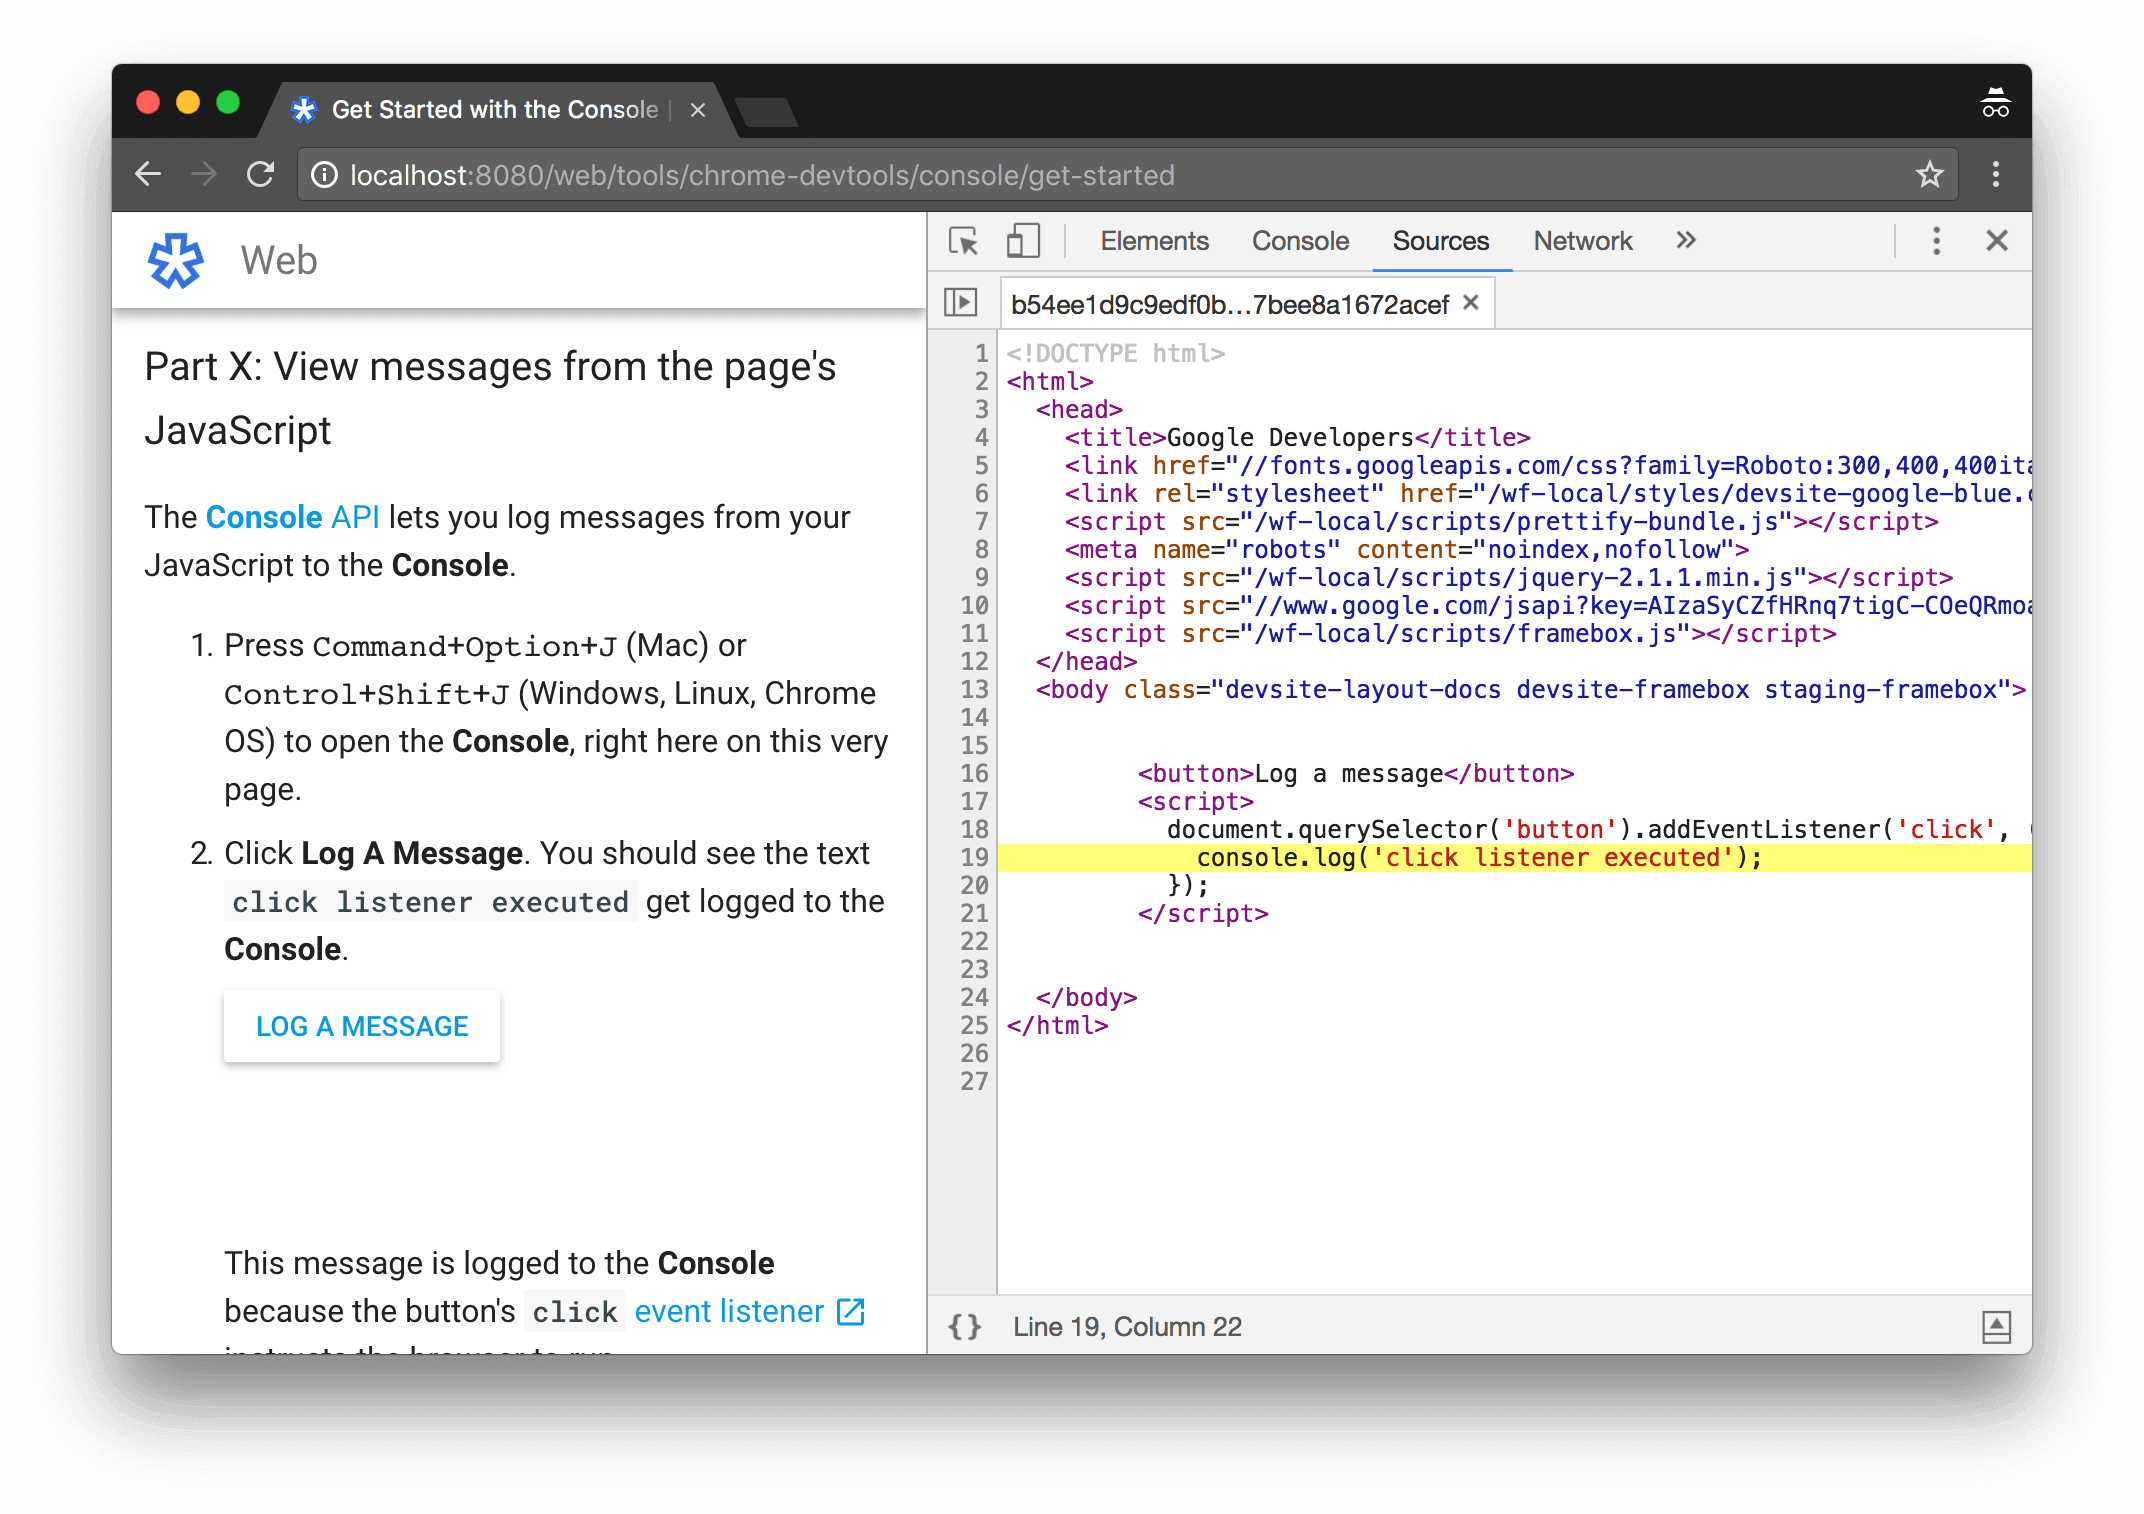 Get Started with the Console
localhost:8080/web/tools/chrome-devtools/console/get-started
Web
Part X: View messages from the page's
JavaScript
The Console API lets you log messages from your
JavaScript to the Console.
1. Press Command+Option+J (Mac) or
Control+Shift+J (Windows, Linux, Chrome
OS) to open the Console, right here on this very
page.
2. Click Log A Message. You should see the text
click listener executed get logged to the
Console.
LOG A MESSAGE
This message is logged to the Console
because the button's click event listener
instructs the browser to run
Elements Console Sources Network »
b54ee1d9c9edf0b...7bee8a1672acef
1 <!DOCTYPE html>
2 <html>
3 <head>
4 <title>Google Developers</title>
5 <link href="//fonts.googleapis.com/css?family=Roboto:300,400,400ita
6 <link rel="stylesheet" href="/wf-local/styles/devsite-google-blue.c
7 <script src="/wf-local/scripts/prettify-bundle.js"></script>
8 <meta name="robots" content="noindex,nofollow">
9 <script src="/wf-local/scripts/jquery-2.1.1.min.js"></script>
10 <script src="//www.google.com/jsapi?key=AIzaSyCZfHRnq7tigC-COeQRmoa
11 <script src="/wf-local/scripts/framebox.js"></script>
12 </head>
13 <body class="devsite-layout-docs devsite-framebox staging-framebox">
14
15
16 <button>Log a message</button>
17 <script>
18 document.querySelector('button').addEventListener('click', (
19 console.log('click listener executed');
20 });
21 </script>
22
23
24 </body>
25 </html>
26
27
{} Line 19, Column 22